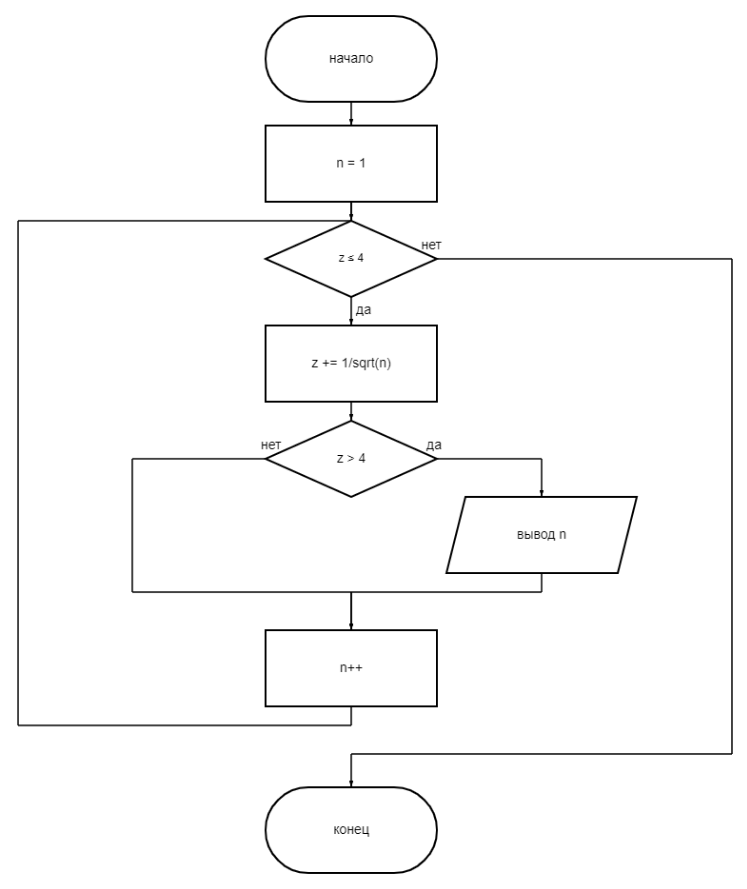 начало
n = 1
z ≤ 4
нет
да
z += 1/sqrt(n)
нет
z > 4
да
вывод n
n++
конец